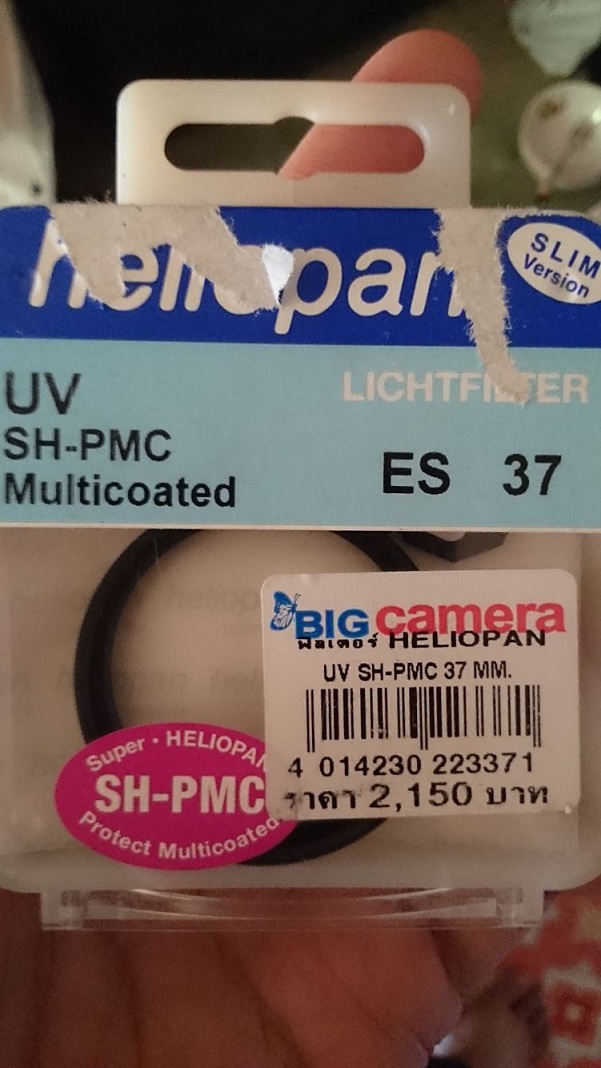 heliopan
SLIM
Version
UV
LICHTFILTER
SH-PMC
Multicoated
ES 37
BIG camera
ฟิลเตอร์ HELIOPAN
UV SH-PMC 37 MM.
4 014230 223371
ราคา 2,150 บาท
Super · HELIOPAN
SH-PMC
Protect Multicoated